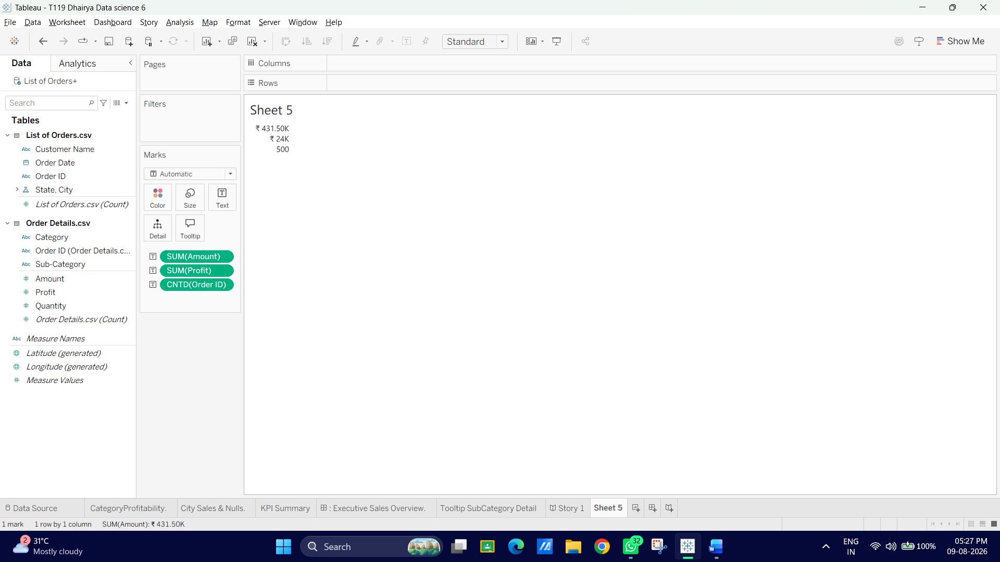 Tableau - T119 Dhairya Data science 6
File Data Worksheet Dashboard Story Analysis Map Format Server Window Help
Standard
Show Me
Data Analytics
List of Orders+
Search
Tables
List of Orders.csv
Abc Customer Name
Order Date
Abc Order ID
State, City
List of Orders.csv (Count)
Order Details.csv
Abc Category
Abc Order ID (Order Details.c...
Abc Sub-Category
Amount
Profit
Quantity
Order Details.csv (Count)
Abc Measure Names
Latitude (generated)
Longitude (generated)
Measure Values
Pages
Filters
Marks
Automatic
Color Size Text
Detail Tooltip
SUM(Amount)
SUM(Profit)
CNTD(Order ID)
Columns
Rows
Sheet 5
₹ 431.50K
₹ 24K
500
Data Source CategoryProfitability. City Sales & Nulls. KPI Summary : Executive Sales Overview. Tooltip SubCategory Detail Story 1 Sheet 5
1 mark 1 row by 1 column SUM(Amount): ₹ 431.50K
2
31°C
Mostly cloudy
Search
32
ENG
IN
100%
05:27 PM
09-08-2026